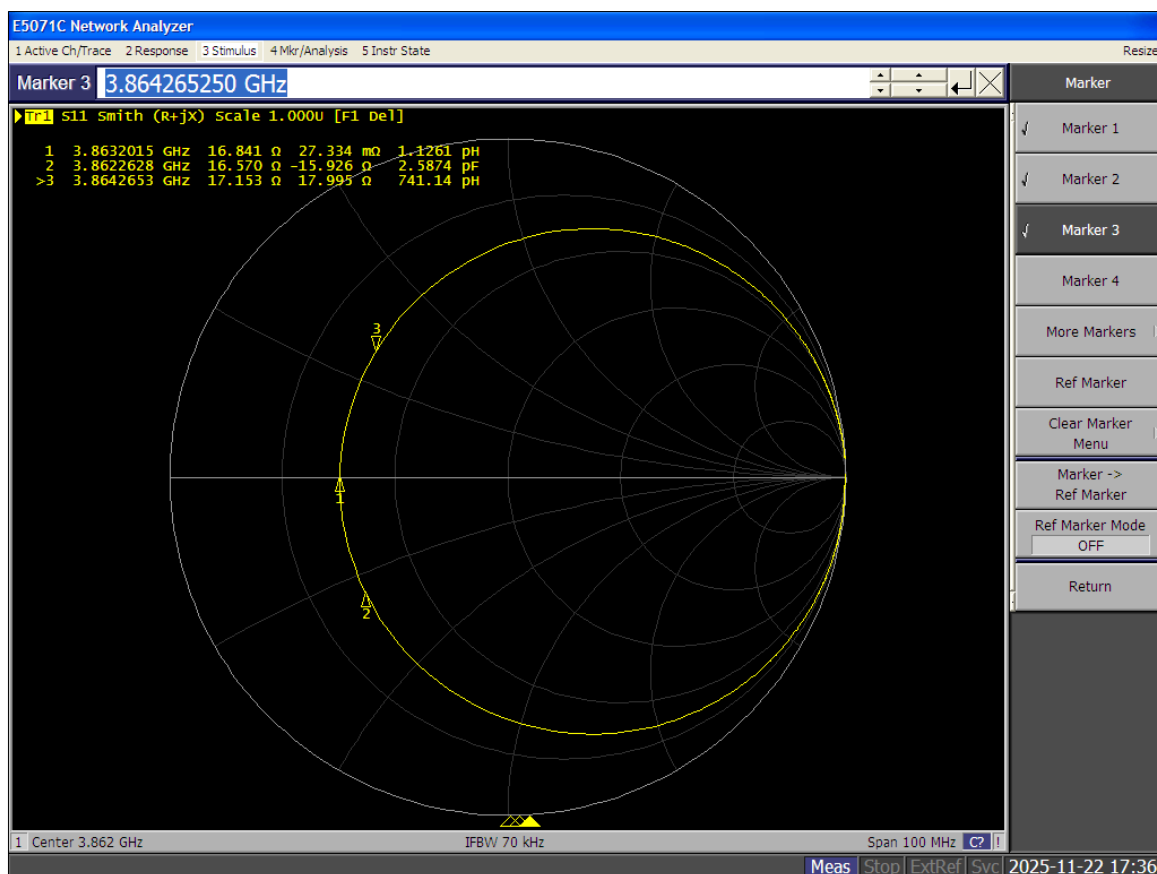 E5071C Network Analyzer
1 Active Ch/Trace 2 Response 3 Stimulus 4 Mkr/Analysis 5 Instr State Resize
Marker 3 3.864265250 GHz
Marker
Tr1 S11 Smith (R+jX) Scale 1.000U [F1 Del]
1 3.8632015 GHz 16.841 Ω 27.334 mΩ 1.1261 pH
2 3.8622628 GHz 16.570 Ω -15.926 Ω 2.5874 pF
>3 3.8642653 GHz 17.153 Ω 17.995 Ω 741.14 pH
3
1
2
Marker 1
Marker 2
Marker 3
Marker 4
More Markers
Ref Marker
Clear Marker
Menu
Marker ->
Ref Marker
Ref Marker Mode
OFF
Return
1 Center 3.862 GHz IFBW 70 kHz Span 100 MHz C? !
Meas Stop ExtRef Svc 2025-11-22 17:36